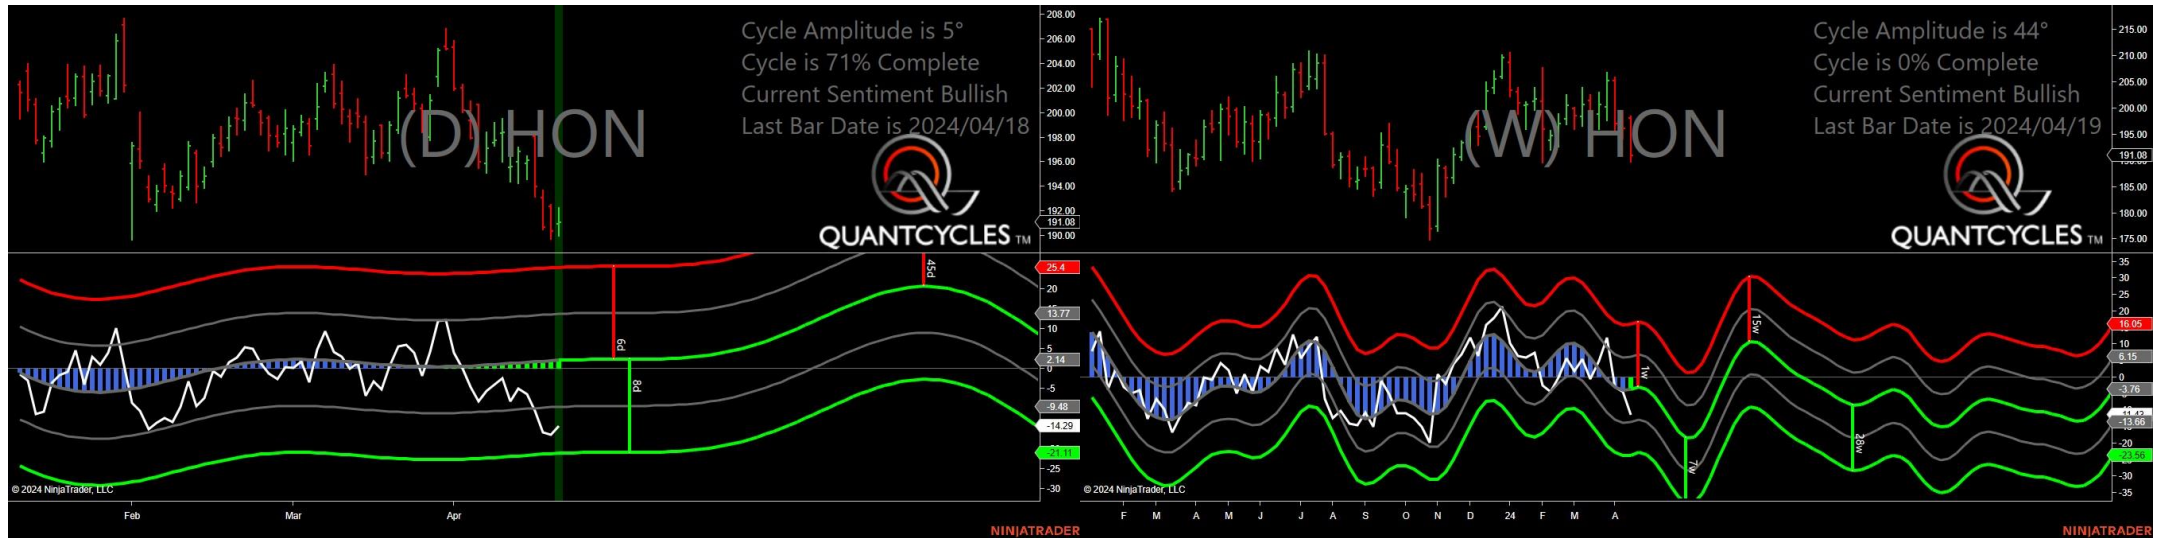 Cycle Amplitude is 5°
Cycle is 71% Complete
Current Sentiment Bullish
Last Bar Date is 2024/04/18
(D) HON
QUANTCYCLES TM
208.00
206.00
204.00
202.00
200.00
198.00
196.00
194.00
192.00
191.08
190.00
45d
6d
8d
25.4
20
13.77
10
5
2.14
0
-5
-9.48
-14.29
-21.11
-25
-30
© 2024 NinjaTrader, LLC
Feb Mar Apr
NINJATRADER
Cycle Amplitude is 44°
Cycle is 0% Complete
Current Sentiment Bullish
Last Bar Date is 2024/04/19
(W) HON
QUANTCYCLES TM
215.00
210.00
205.00
200.00
195.00
191.08
185.00
180.00
175.00
1w
7w
15w
28w
35
30
25
20
16.05
6.15
0
-3.76
-13.66
-20
-23.56
-30
-35
© 2024 NinjaTrader, LLC
F M A M J J A S O N D 24 F M A
NINJATRADER